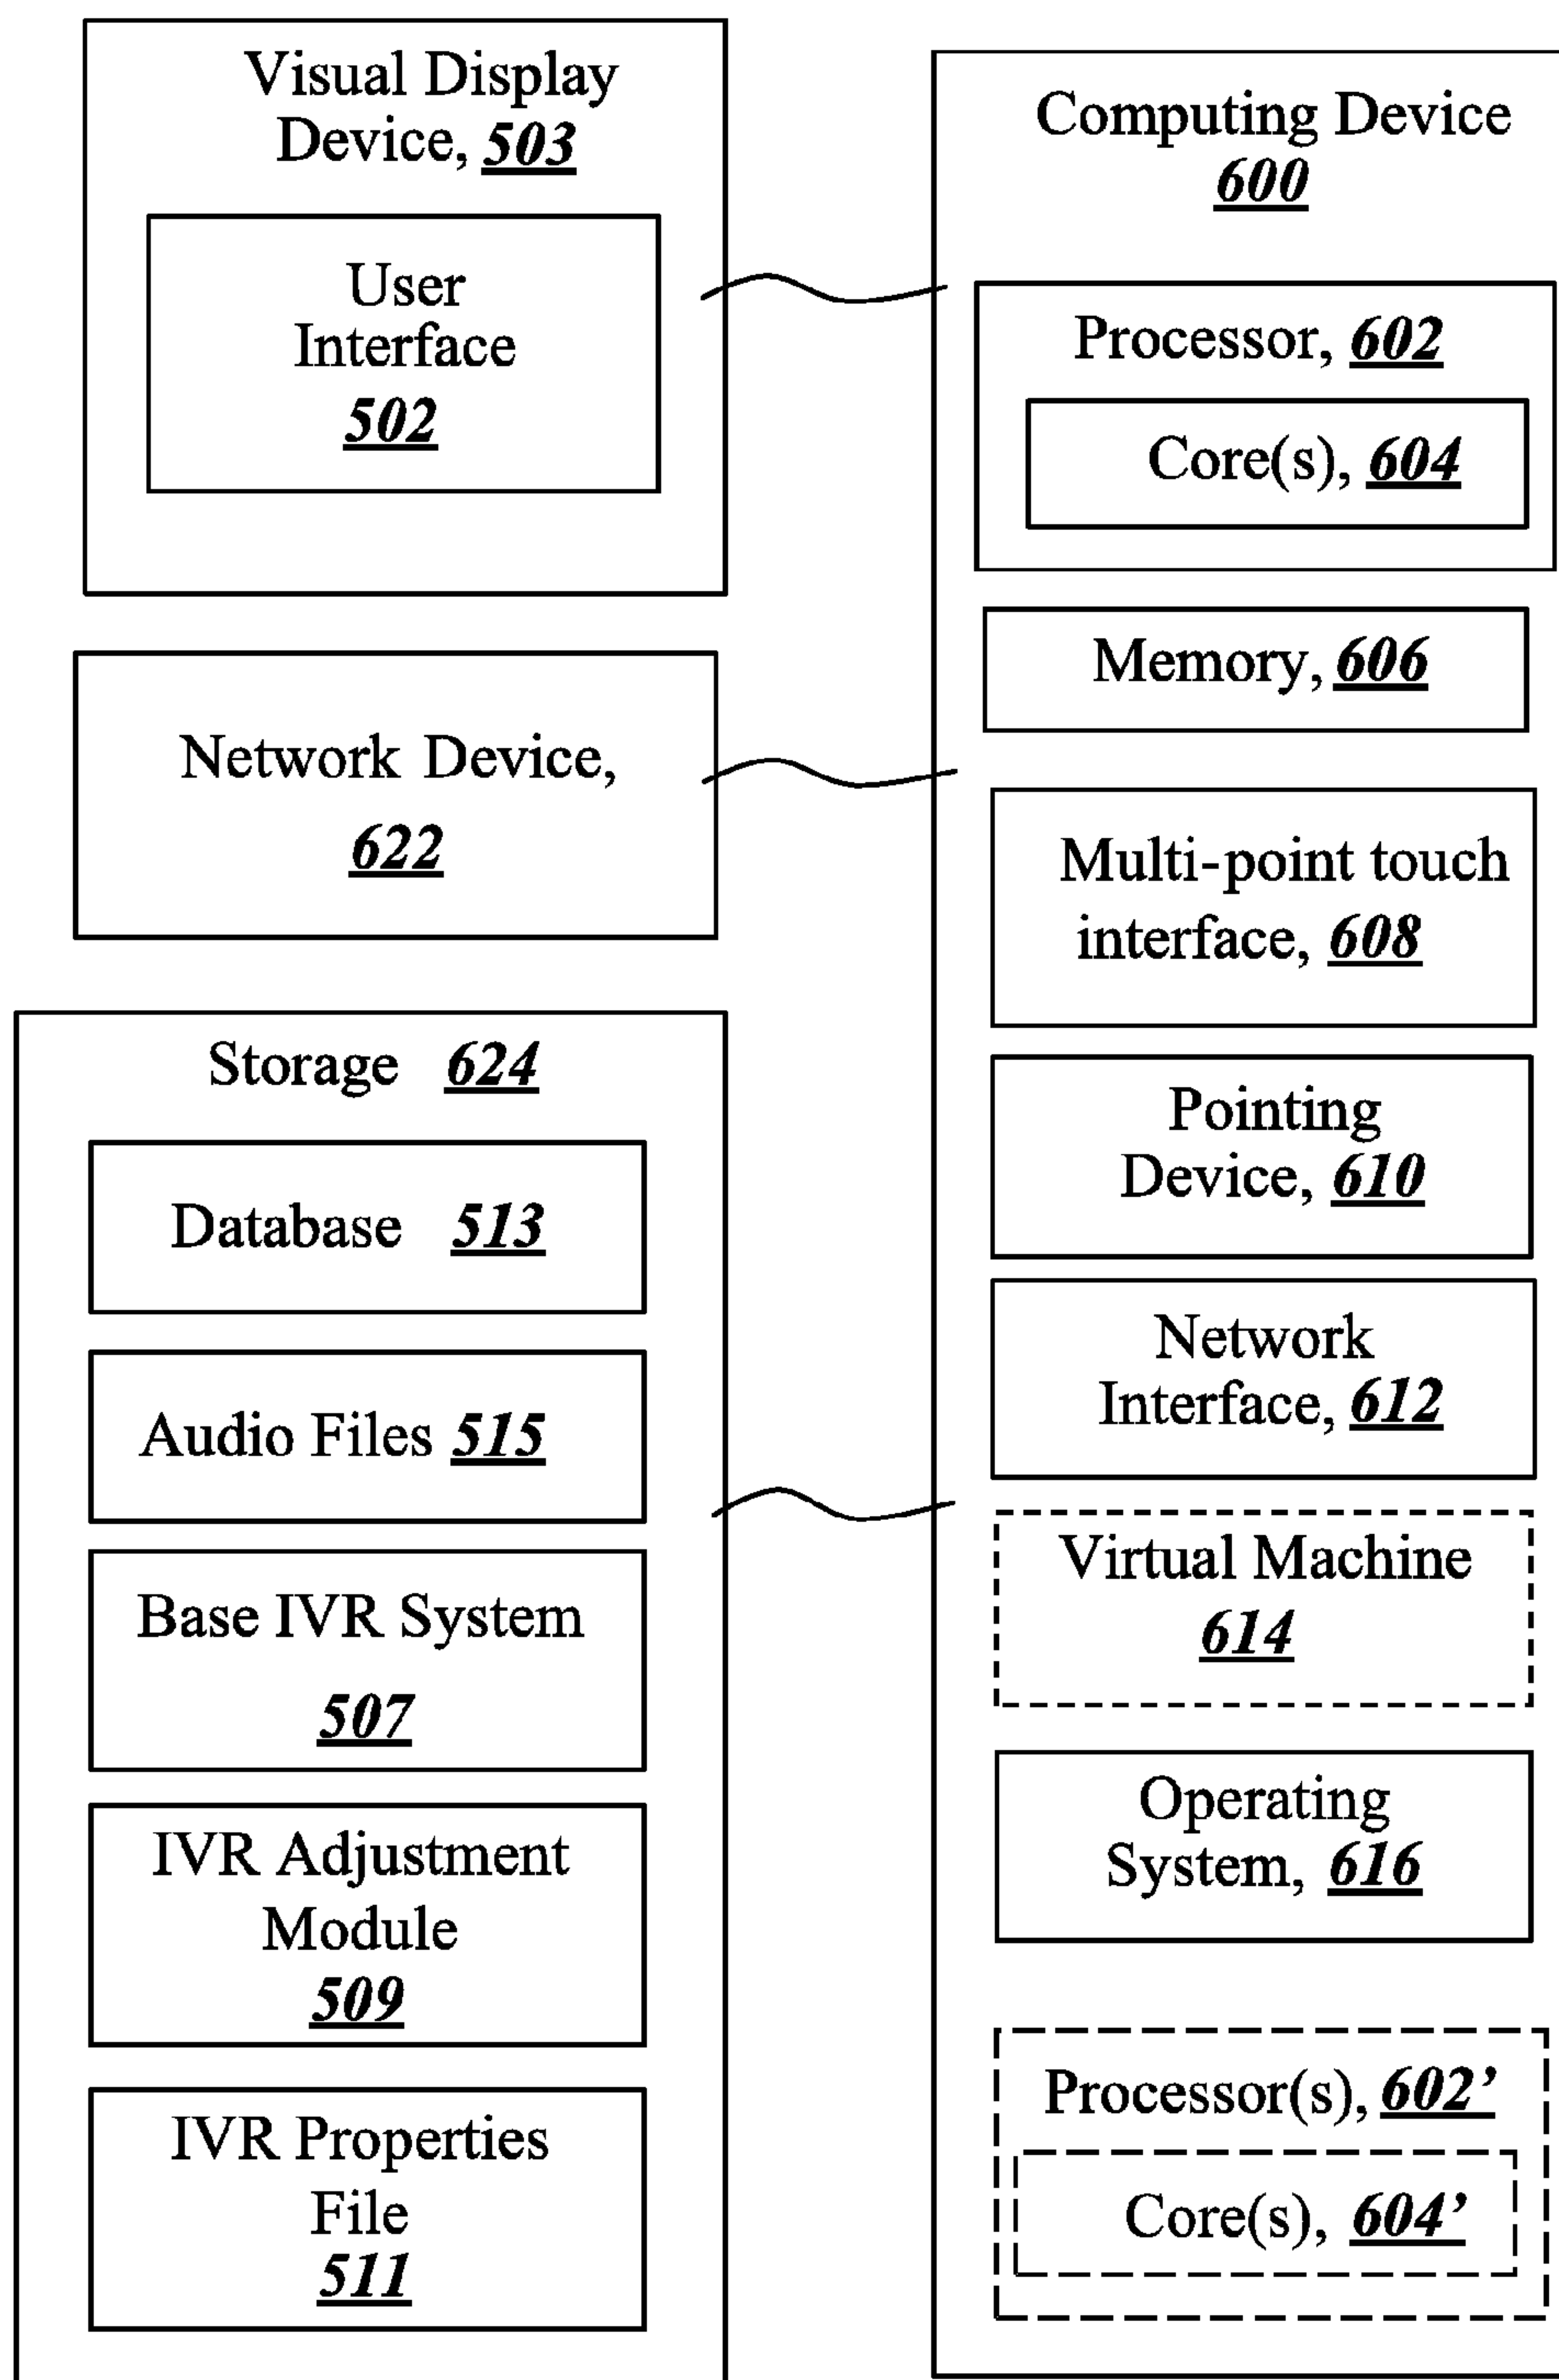 Visual Display
Device, 503
User
Interface
502
Network Device,
622
Storage 624
Database 513
Audio Files 515
Base IVR System
507
IVR Adjustment
Module
509
IVR Properties
File
511
Computing Device
600
Processor, 602
Core(s), 604
Memory, 606
Multi-point touch
interface, 608
Pointing
Device, 610
Network
Interface, 612
Virtual Machine
614
Operating
System, 616
Processor(s), 602’
Core(s), 604’